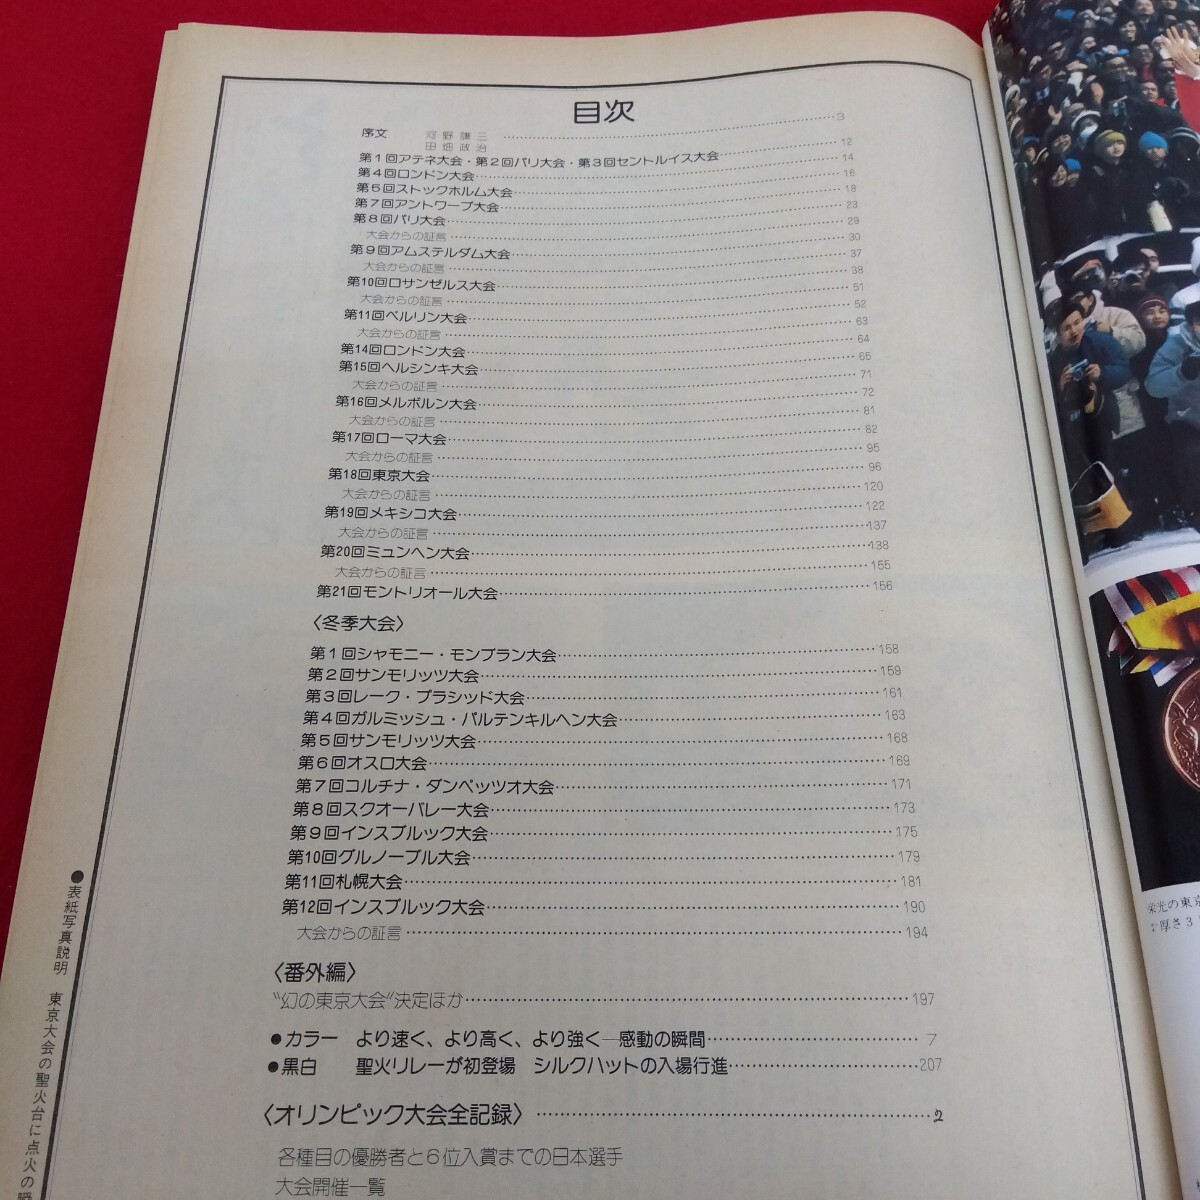 目次
序文 河野謙三……3
田畑政治
第1回アテネ大会・第2回パリ大会・第3回セントルイス大会……12
第4回ロンドン大会……14
第5回ストックホルム大会……16
第7回アントワープ大会……18
第8回パリ大会……23
大会からの証言……29
第9回アムステルダム大会……30
大会からの証言……37
第10回ロサンゼルス大会……38
大会からの証言……51
第11回ベルリン大会……52
大会からの証言……63
第14回ロンドン大会……64
第15回ヘルシンキ大会……65
大会からの証言……71
第16回メルボルン大会……72
大会からの証言……81
第17回ローマ大会……82
大会からの証言……95
第18回東京大会……96
大会からの証言……120
第19回メキシコ大会……122
大会からの証言……137
第20回ミュンヘン大会……138
大会からの証言……155
第21回モントリオール大会……156
〈冬季大会〉
第1回シャモニー・モンブラン大会……158
第2回サンモリッツ大会……159
第3回レーク・プラシッド大会……161
第4回ガルミッシュ・パルテンキルヘン大会……163
第5回サンモリッツ大会……168
第6回オスロ大会……169
第7回コルチナ・ダンペッツオ大会……171
第8回スクオーバレー大会……173
第9回インスブルック大会……175
第10回グルノーブル大会……179
第11回札幌大会……181
第12回インスブルック大会……190
大会からの証言……194
〈番外編〉
"幻の東京大会"決定ほか……197
●カラー より速く、より高く、より強く―感動の瞬間……7
●黒白 聖火リレーが初登場 シルクハットの入場行進……207
〈オリンピック大会全記録〉……2
各種目の優勝者と6位入賞までの日本選手
大会開催一覧
●表紙写真説明 東京大会の聖火台に点火の瞬
栄光の東京
厚さ3